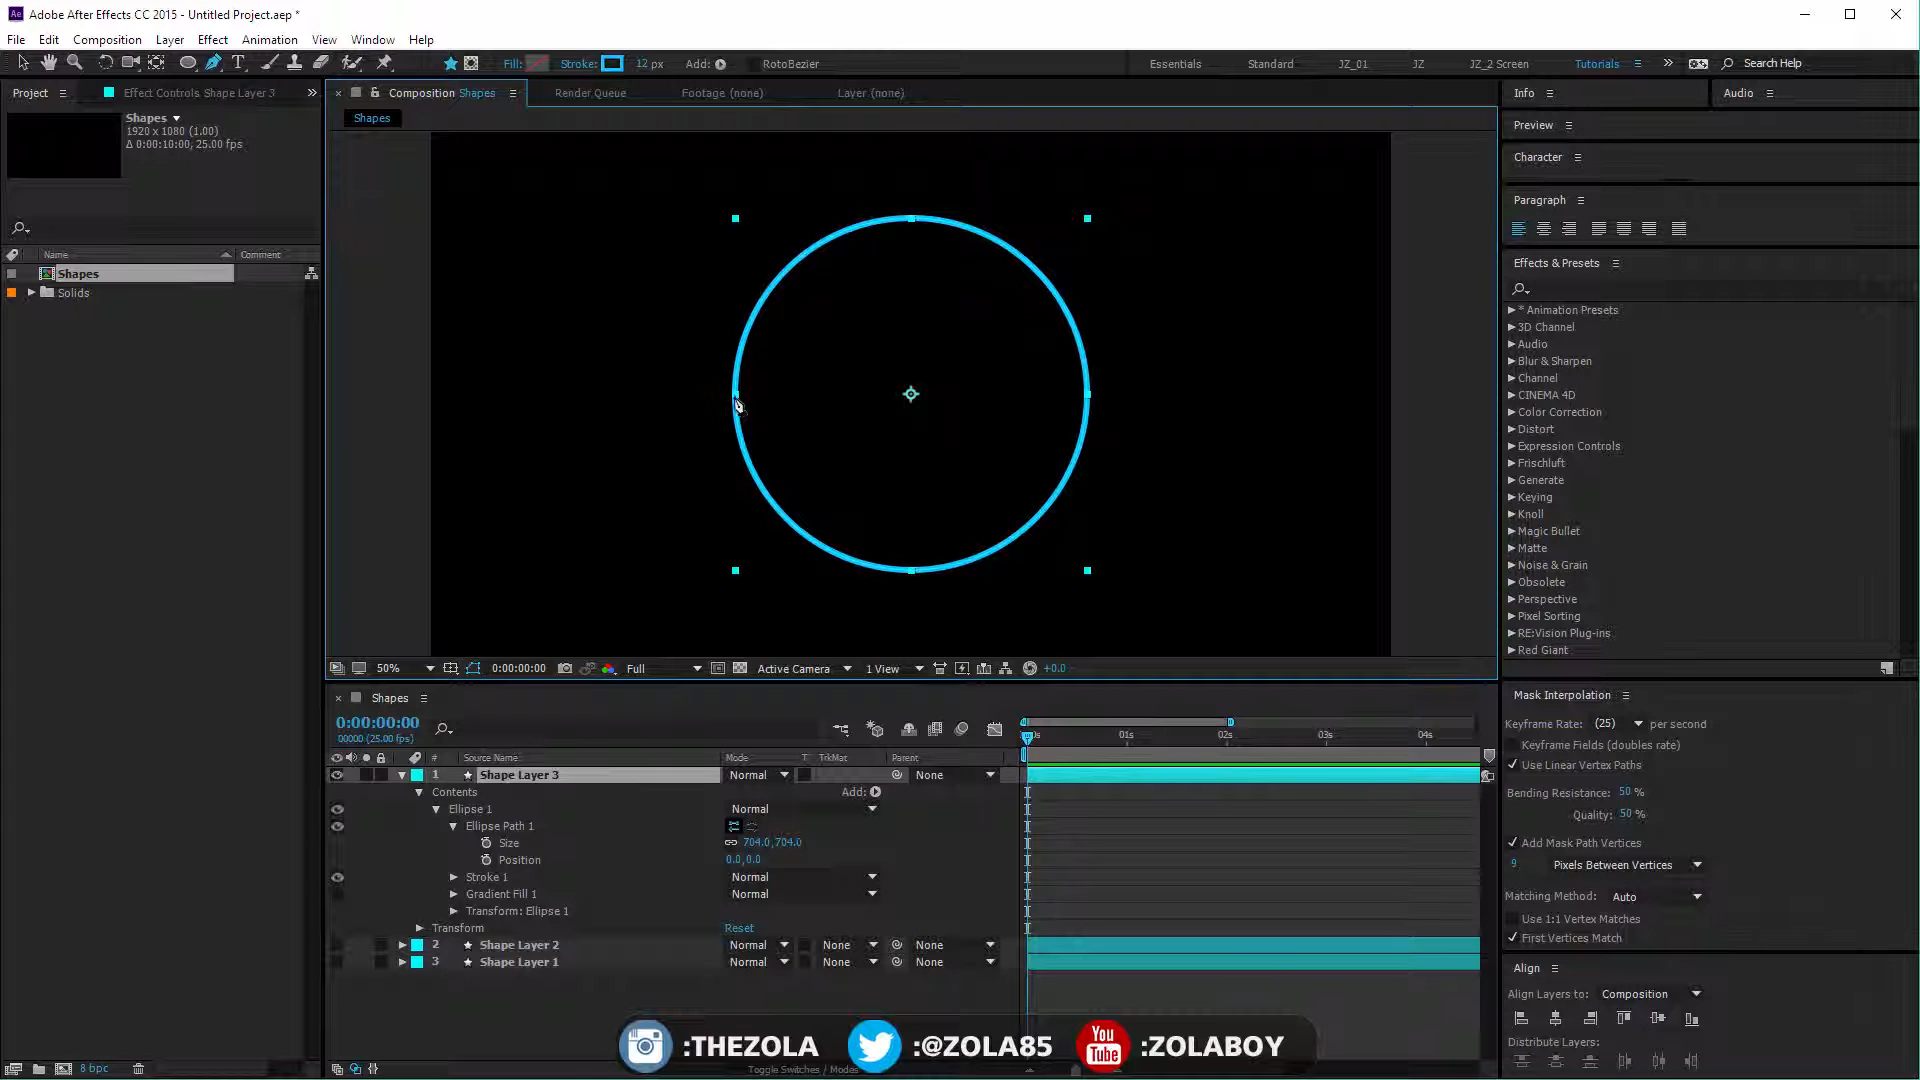 Adobe After Effects CC 2015 - Untitled Project.aep *
File Edit Composition Layer Effect Animation View Window Help
Fill: Stroke: 12 px Add: RotoBezier Essentials Standard JZ_01 JZ JZ_2 Screen Tutorials Search Help
Project Effect Controls Shape Layer 3 Composition Shapes Render Queue Footage (none) Layer (none) Info Audio
Shapes
1920 x 1080 (1.00)
Δ 0:00:10:00, 25.00 fps
Shapes
Preview
Character
Paragraph
Name Comment
Shapes
Solids
Effects & Presets
* Animation Presets
3D Channel
Audio
Blur & Sharpen
Channel
CINEMA 4D
Color Correction
Distort
Expression Controls
Frischluft
Generate
Keying
Knoll
Magic Bullet
Matte
Noise & Grain
Obsolete
Perspective
Pixel Sorting
RE:Vision Plug-ins
Red Giant
50% 0:00:00:00 Full Active Camera 1 View +0.0
Shapes
0:00:00:00
00000 (25.00 fps)
01s 02s 03s 04s
# Source Name Mode T TrkMat Parent
1 Shape Layer 3 Normal None
Contents Add:
Ellipse 1 Normal
Ellipse Path 1
Size 704.0,704.0
Position 0.0,0.0
Stroke 1 Normal
Gradient Fill 1 Normal
Transform: Ellipse 1
Transform Reset
2 Shape Layer 2 Normal None None
3 Shape Layer 1 Normal None None
Mask Interpolation
Keyframe Rate: (25) per second
Keyframe Fields (doubles rate)
Use Linear Vertex Paths
Bending Resistance: 50 %
Quality: 50 %
Add Mask Path Vertices
9 Pixels Between Vertices
Matching Method: Auto
Use 1:1 Vertex Matches
First Vertices Match
Align
Align Layers to: Composition
Distribute Layers:
:THEZOLA :@ZOLA85 You Tube :ZOLABOY
8 bpc Toggle Switches / Modes